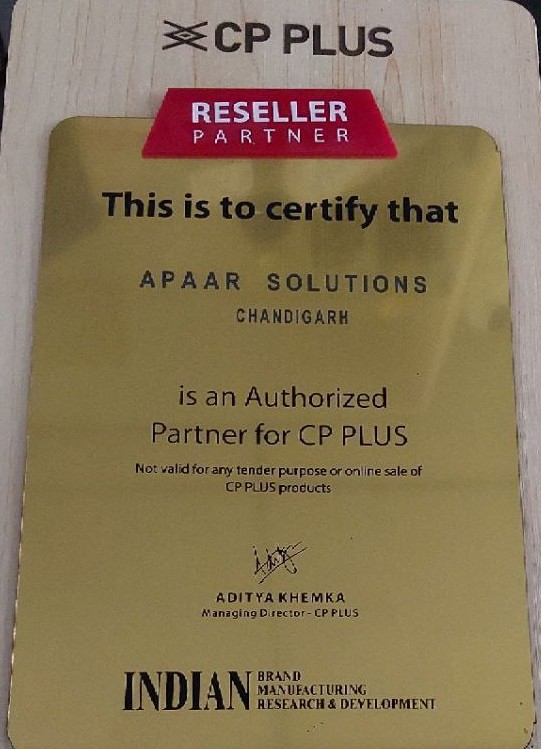 CP PLUS
RESELLER
PARTNER
This is to certify that
APAAR SOLUTIONS
CHANDIGARH
is an Authorized
Partner for CP PLUS
Not valid for any tender purpose or online sale of
CP PLUS products
ADITYA KHEMKA
Managing Director - CP PLUS
INDIAN BRAND
MANUFACTURING
RESEARCH & DEVELOPMENT